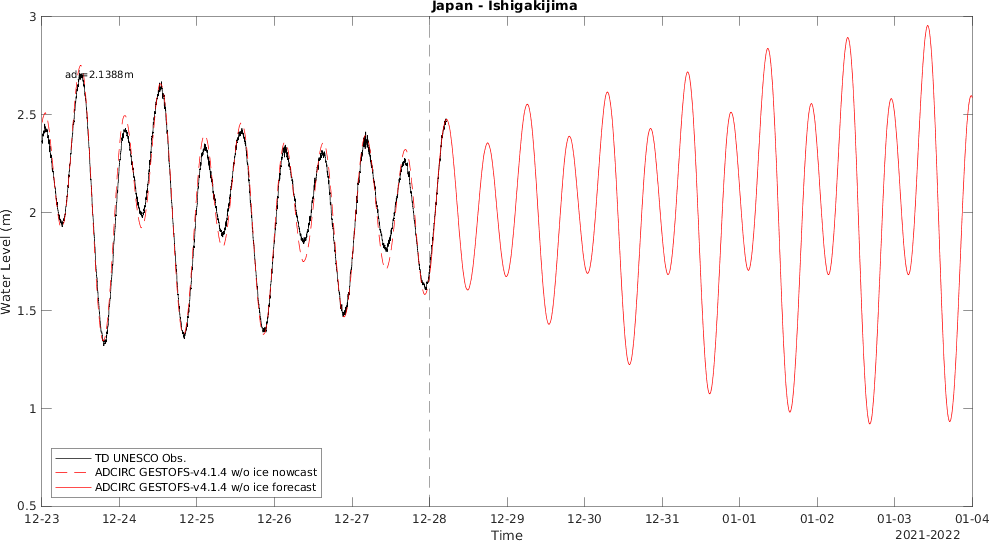 Japan - Ishigakijima
3
2.5
2
1.5
1
0.5
Water Level (m)
adj=2.1388m
TD UNESCO Obs.
ADCIRC GESTOFS-v4.1.4 w/o ice nowcast
ADCIRC GESTOFS-v4.1.4 w/o ice forecast
12-23 12-24 12-25 12-26 12-27 12-28 12-29 12-30 12-31 01-01 01-02 01-03 01-04
Time
2021-2022